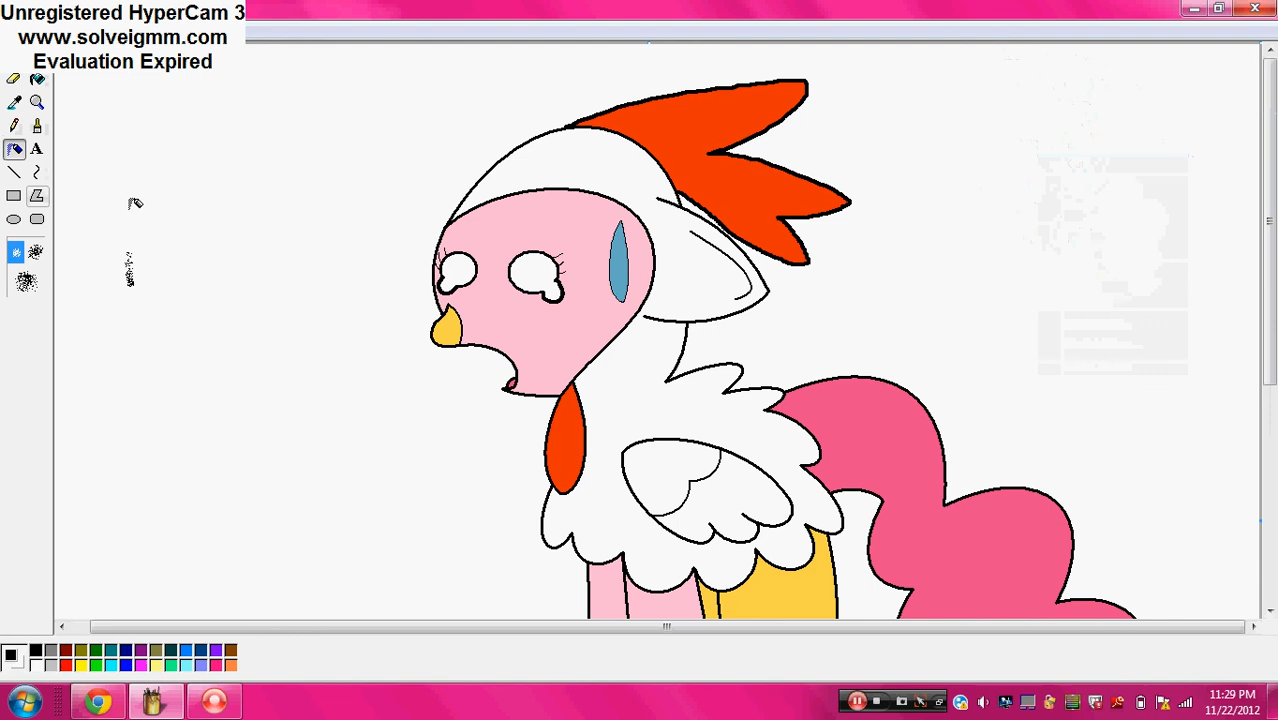 Unregistered HyperCam 3
www.solveigmm.com
Evaluation Expired
A
11:29 PM
11/22/2012